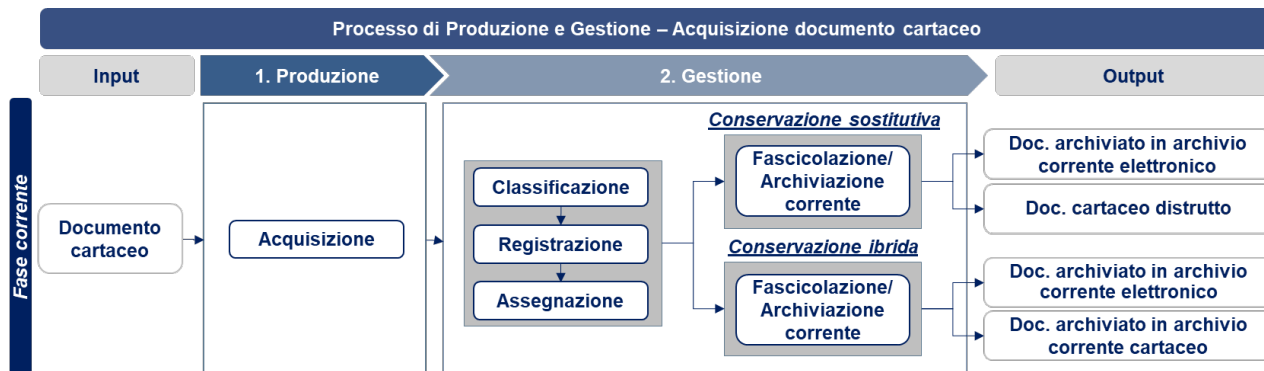 Processo di Produzione e Gestione – Acquisizione documento cartaceo
Input
1. Produzione
2. Gestione
Output
Fase corrente
Documento
cartaceo
Acquisizione
Classificazione
Registrazione
Assegnazione
Conservazione sostitutiva
Fascicolazione/
Archiviazione
corrente
Conservazione ibrida
Fascicolazione/
Archiviazione
corrente
Doc. archiviato in archivio
corrente elettronico
Doc. cartaceo distrutto
Doc. archiviato in archivio
corrente elettronico
Doc. archiviato in archivio
corrente cartaceo